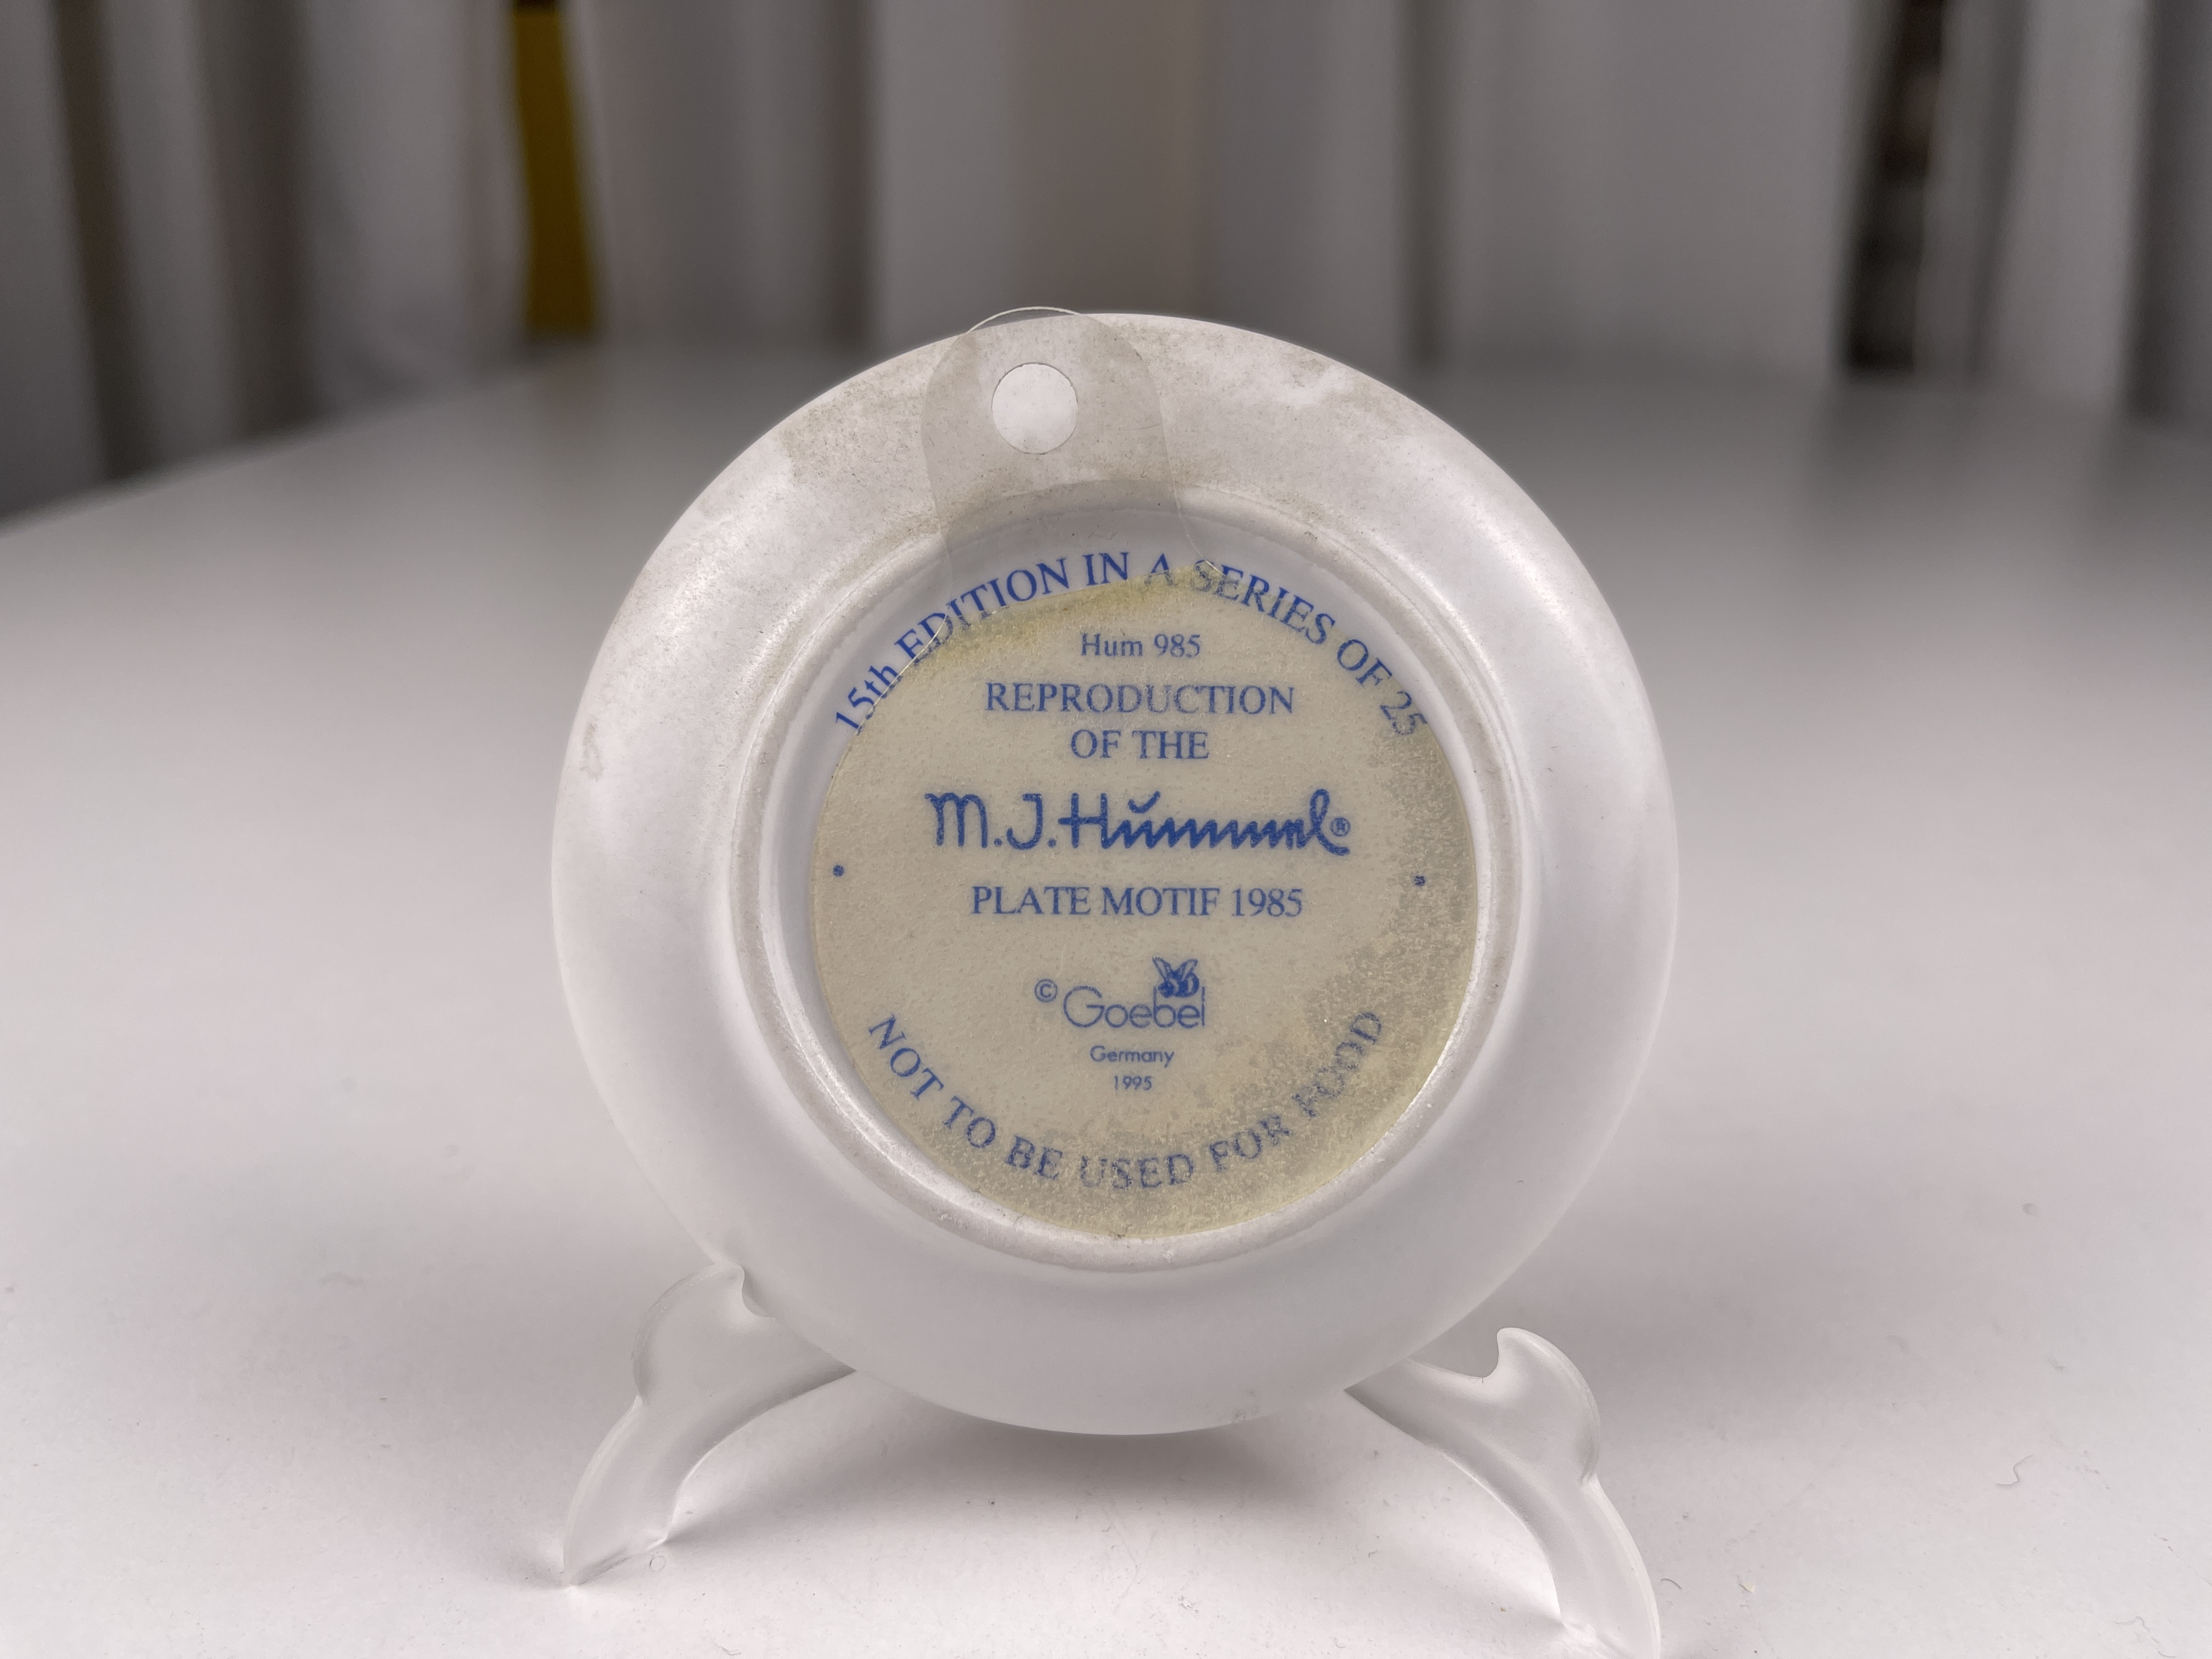 15th EDITION IN A SERIES OF 25
Hum 985
REPRODUCTION
OF THE
M.J.Hummel®
PLATE MOTIF 1985
© Goebel
Germany
1995
NOT TO BE USED FOR FOOD